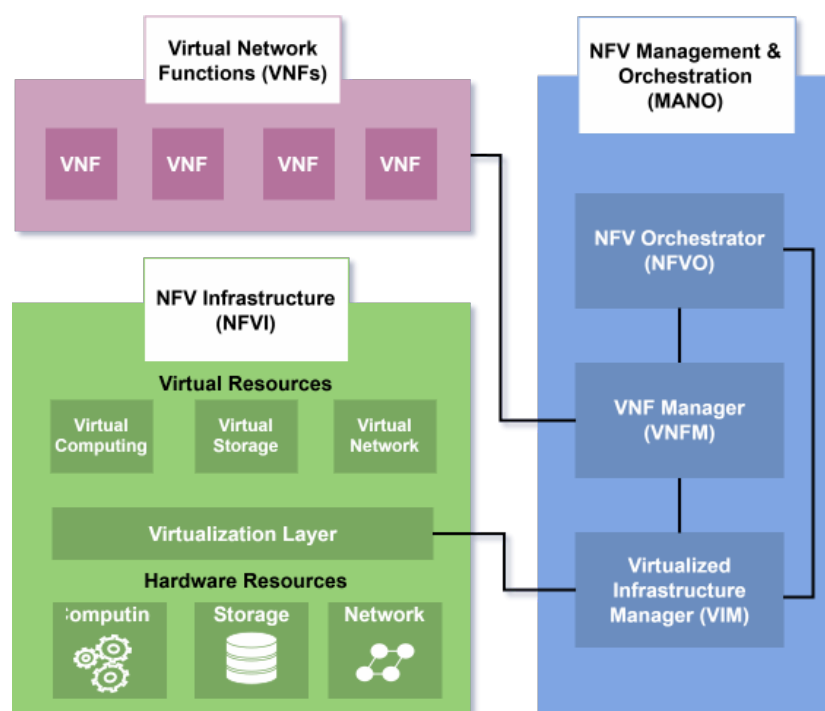 Virtual Network
Functions (VNFs)
VNF
VNF
VNF
VNF
NFV Infrastructure
(NFVI)
Virtual Resources
Virtual
Computing
Virtual
Storage
Virtual
Network
Virtualization Layer
Hardware Resources
Computin
Storage
Network
NFV Management &
Orchestration
(MANO)
NFV Orchestrator
(NFVO)
VNF Manager
(VNFM)
Virtualized
Infrastructure
Manager (VIM)